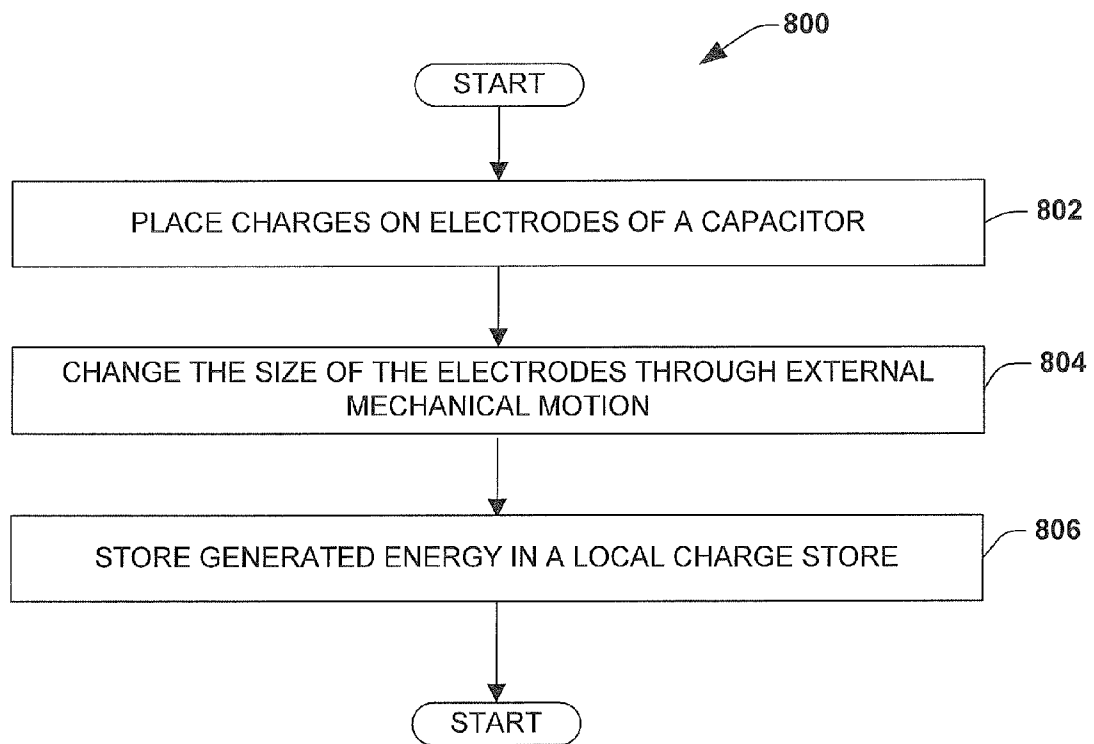 800
START
PLACE CHARGES ON ELECTRODES OF A CAPACITOR
802
CHANGE THE SIZE OF THE ELECTRODES THROUGH EXTERNAL
MECHANICAL MOTION
804
STORE GENERATED ENERGY IN A LOCAL CHARGE STORE
806
START